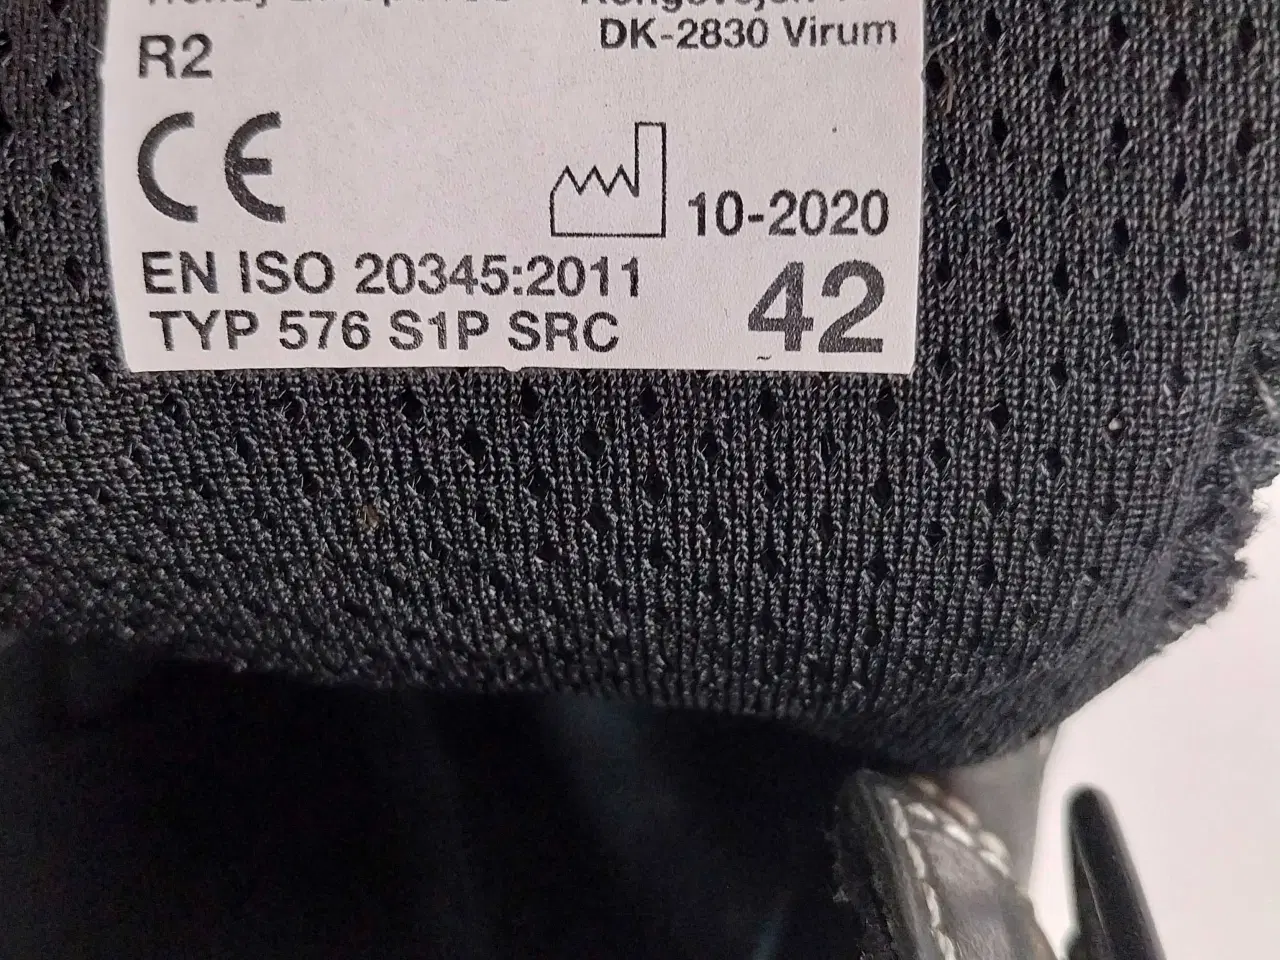 R2
DK-2830 Virum
CE
10-2020
EN ISO 20345:2011
TYP 576 S1P SRC
42